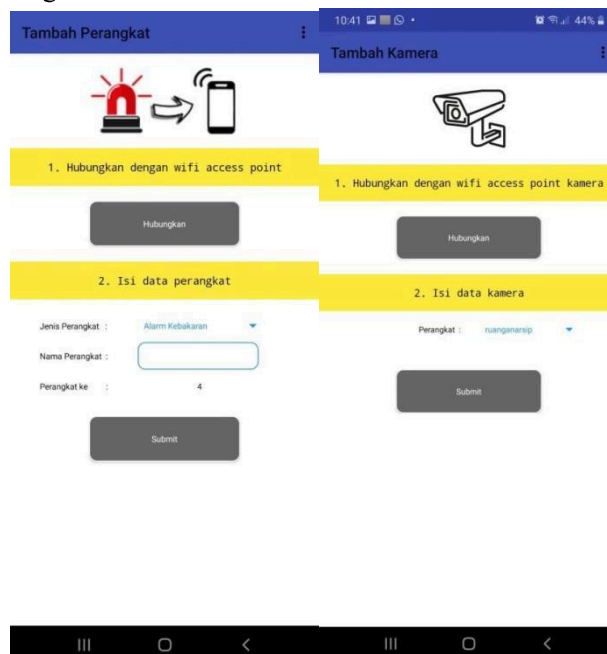 Tambah Perangkat
1. Hubungkan dengan wifi access point
Hubungkan
2. Isi data perangkat
Jenis Perangkat : Alarm Kebakaran
Nama Perangkat :
Perangkat ke : 4
Submit
10:41 44%
Tambah Kamera
1. Hubungkan dengan wifi access point kamera
Hubungkan
2. Isi data kamera
Perangkat : ruanganarsip
Submit